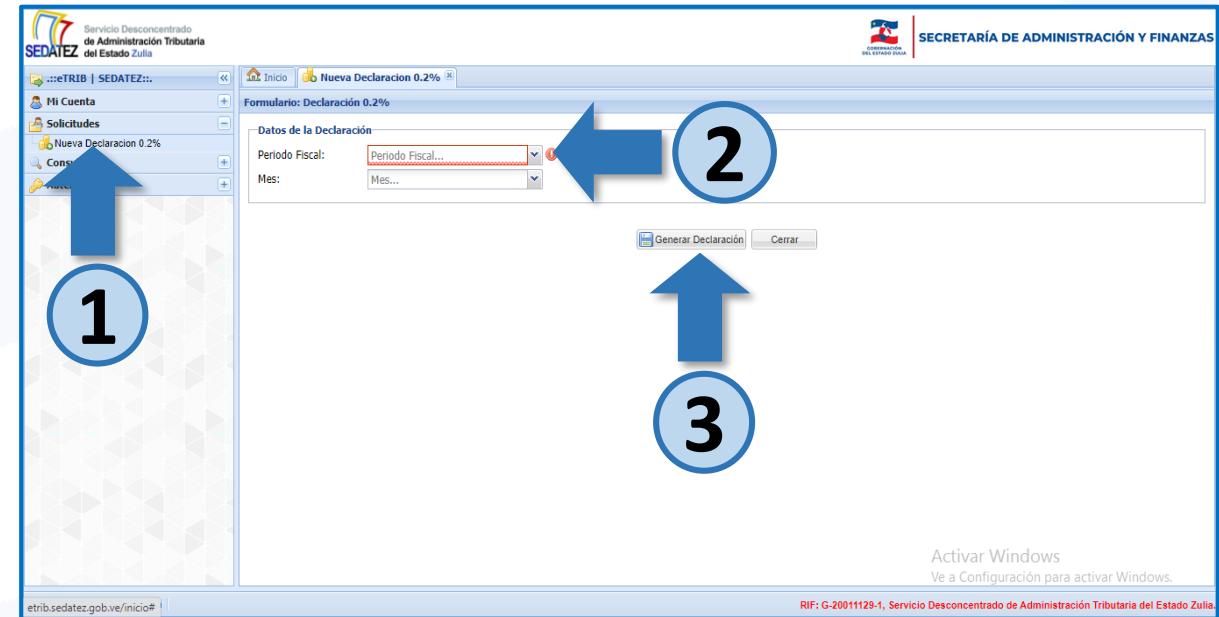 Servicio Desconcentrado
de Administración Tributaria
SEDATEZ del Estado Zulia
GOBERNACIÓN
DEL ESTADO ZULIA
SECRETARÍA DE ADMINISTRACIÓN Y FINANZAS
.::eTRIB | SEDATEZ::.
Inicio
Nueva Declaracion 0.2%
Mi Cuenta
Formulario: Declaración 0.2%
Solicitudes
Nueva Declaracion 0.2%
Datos de la Declaración
Periodo Fiscal:
Periodo Fiscal...
Mes:
Mes...
2
Generar Declaración
Cerrar
1
3
Activar Windows
Ve a Configuración para activar Windows.
etrib.sedatez.gob.ve/inicio#
RIF: G-20011129-1, Servicio Desconcentrado de Administración Tributaria del Estado Zulia.